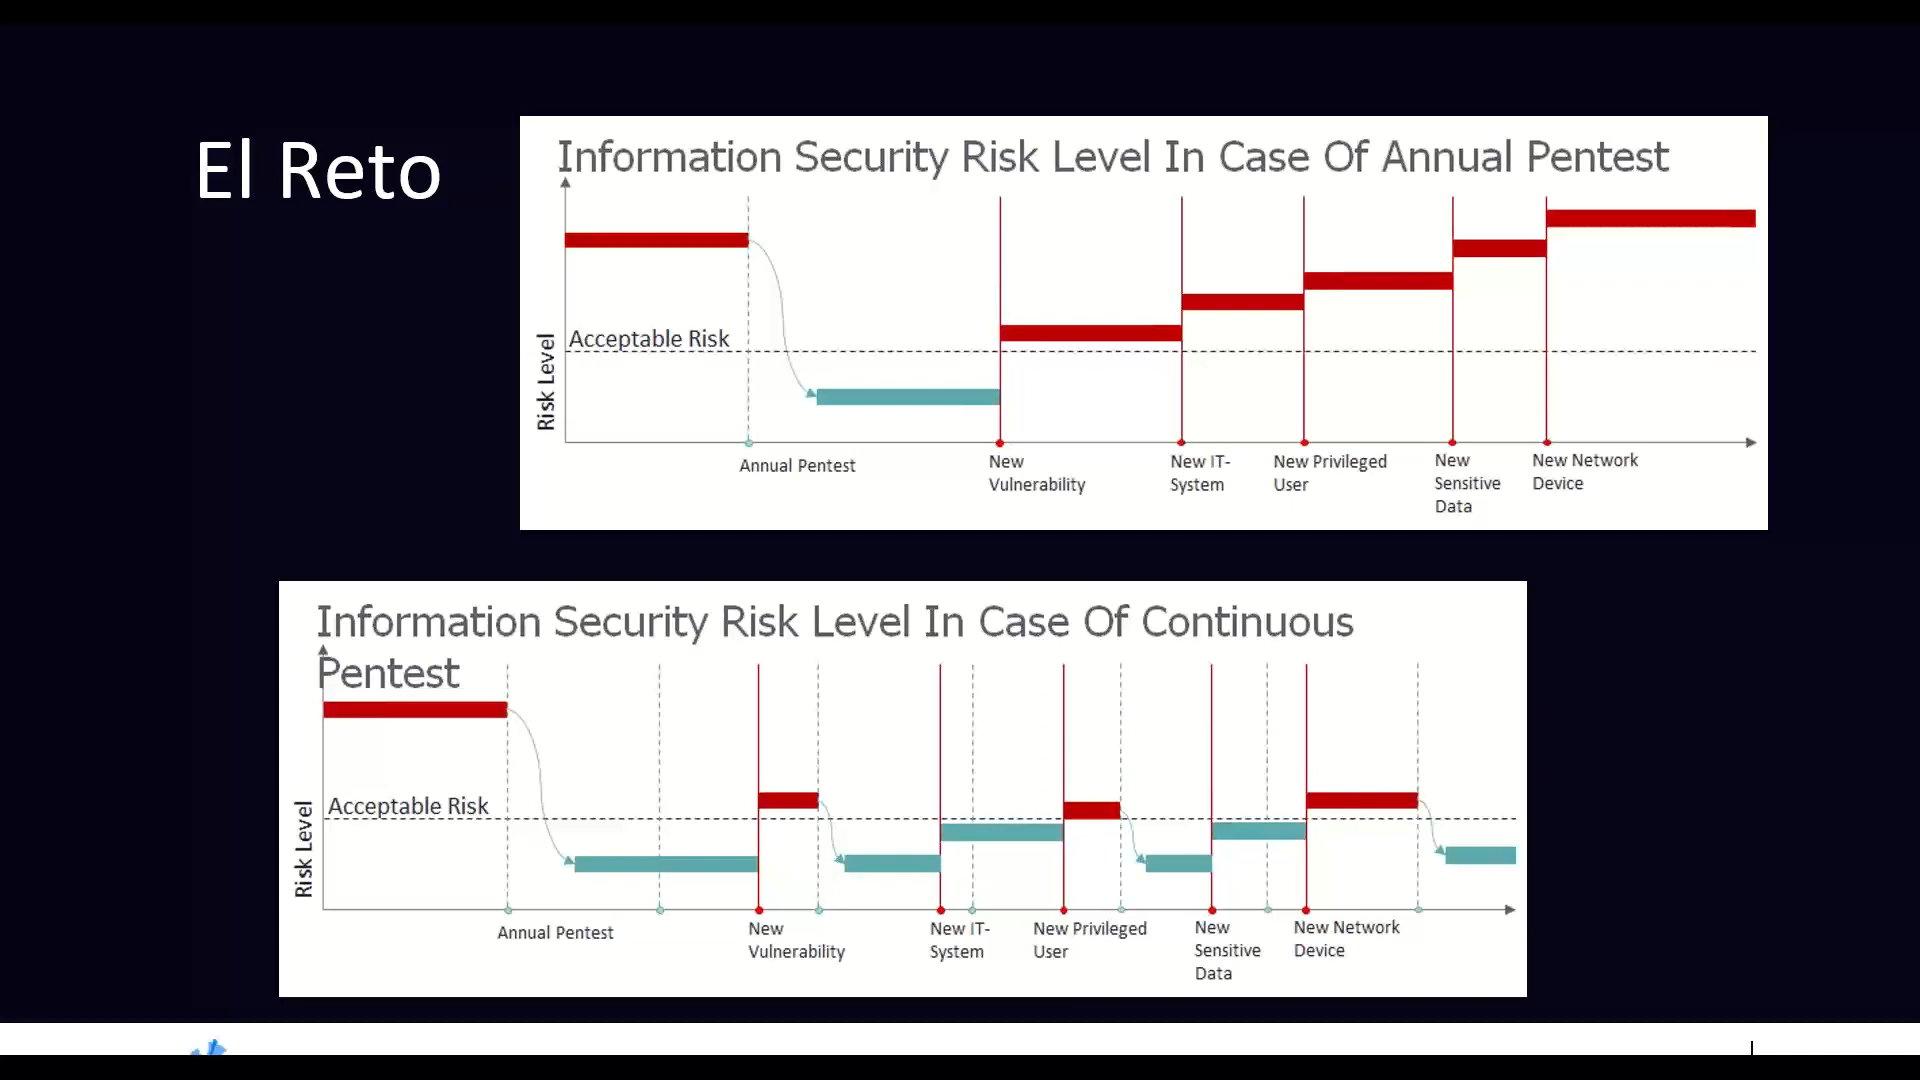 El Reto
Information Security Risk Level In Case Of Annual Pentest
Acceptable Risk
Risk Level
Annual Pentest
New
Vulnerability
New IT-
System
New Privileged
User
New
Sensitive
Data
New Network
Device
Information Security Risk Level In Case Of Continuous
Pentest
Acceptable Risk
Risk Level
Annual Pentest
New
Vulnerability
New IT-
System
New Privileged
User
New
Sensitive
Data
New Network
Device